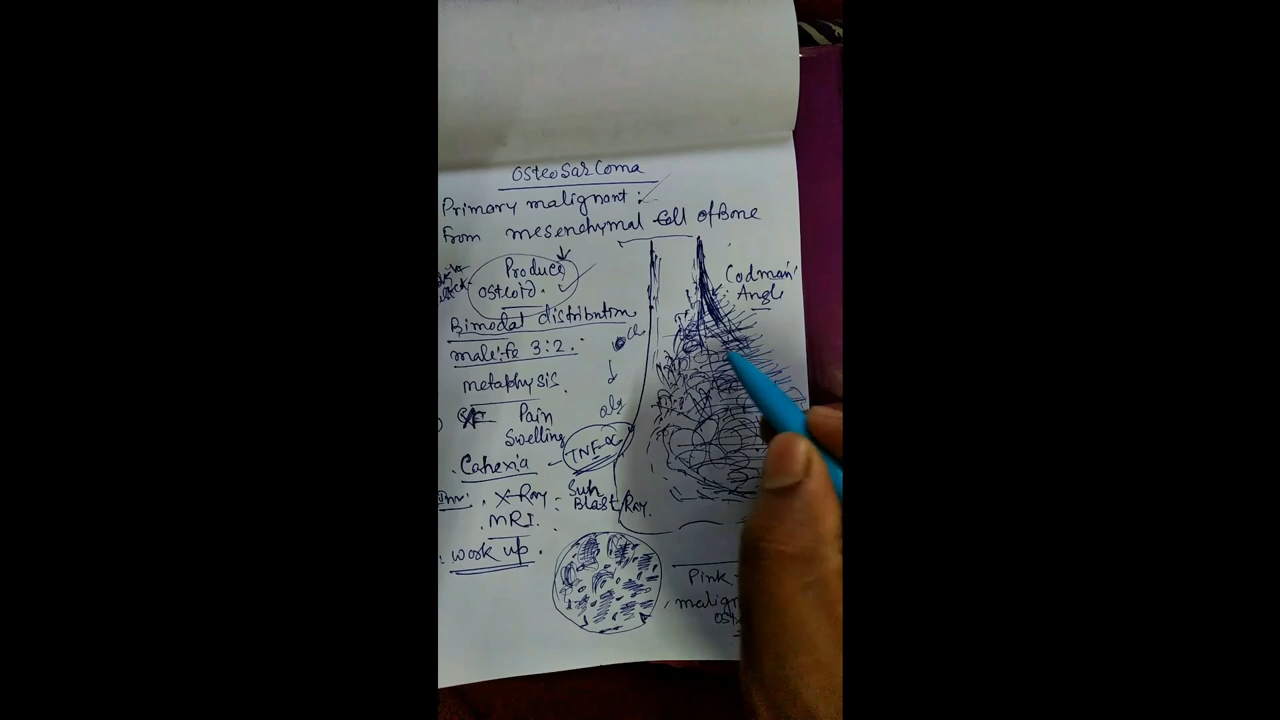 Osteosarcoma
Primary malignant :
From mesenchymal Cell of Bone
Produce
osteoid.
Codman
Angle
Bimodal distribution
male:fe 3:2.
metaphysis.
Pain
Swelling
TNF-α
Cahexia
X-Ray - Sun
Blast/Ray.
MRI.
work up.
Pink
malign
ost